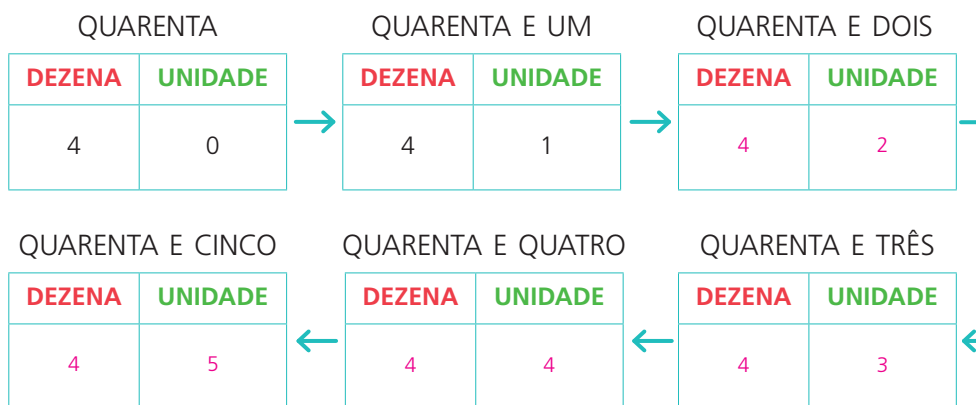 QUARENTA QUARENTA E UM QUARENTA E DOIS
DEZENA UNIDADE DEZENA UNIDADE DEZENA UNIDADE
4 0 4 1 4 2
QUARENTA E CINCO QUARENTA E QUATRO QUARENTA E TRÊS
DEZENA UNIDADE DEZENA UNIDADE DEZENA UNIDADE
4 5 4 4 4 3